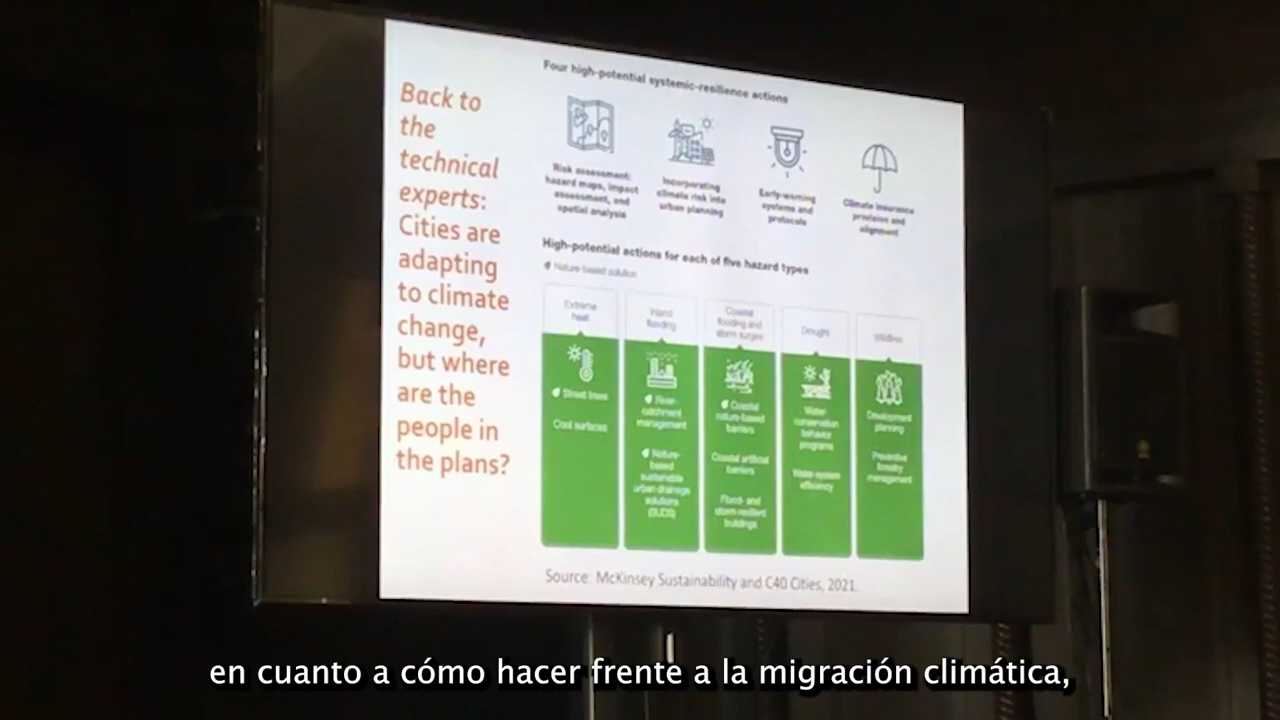 Back to
the
technical
experts:
Cities are
adapting
to climate
change,
but where
are the
people in
the plans?
Four high-potential systemic-resilience actions
Risk assessment:
hazard maps, impact
assessment, and
spatial analysis
Incorporating
climate risk into
urban planning
Early-warning
systems and
protocols
Climate insurance
provision and
alignment
High-potential actions for each of five hazard types
Nature-based solution
Extreme
heat
Street trees
Cool surfaces
Inland
flooding
River-
catchment
management
Nature-
based
sustainable
urban drainage
solutions
(SUDS)
Coastal
flooding and
storm surges
Coastal
nature-based
barriers
Coastal artificial
barriers
Flood- and
storm-resilient
buildings
Drought
Water-
conservation
behavior
programs
Water-system
efficiency
Wildfires
Development
planning
Preventive
forestry
management
Source: McKinsey Sustainability and C40 Cities, 2021.
en cuanto a cómo hacer frente a la migración climática,